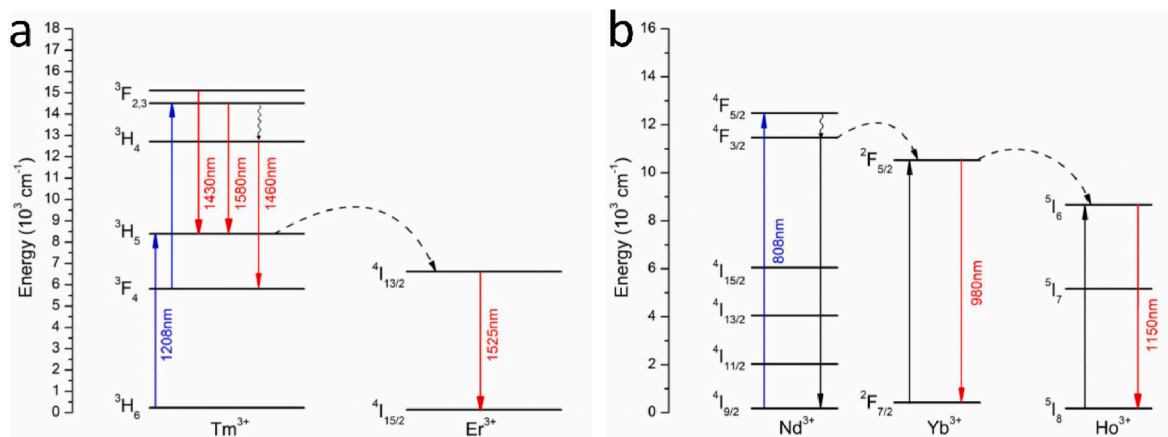 a
18
17
16
15
14
13
12
11
10
9
8
7
6
5
4
3
2
1
0
Energy (10³ cm⁻¹)
³F₂,₃
³H₄
³H₅
³F₄
³H₆
1430nm
1580nm
1460nm
1208nm
Tm³⁺
⁴I₁₃/₂
⁴I₁₅/₂
1525nm
Er³⁺
b
16
14
12
10
8
6
4
2
0
Energy (10³ cm⁻¹)
⁴F₅/₂
⁴F₃/₂
⁴I₁₅/₂
⁴I₁₃/₂
⁴I₁₁/₂
⁴I₉/₂
808nm
Nd³⁺
²F₅/₂
²F₇/₂
980nm
Yb³⁺
⁵I₆
⁵I₇
⁵I₈
1150nm
Ho³⁺